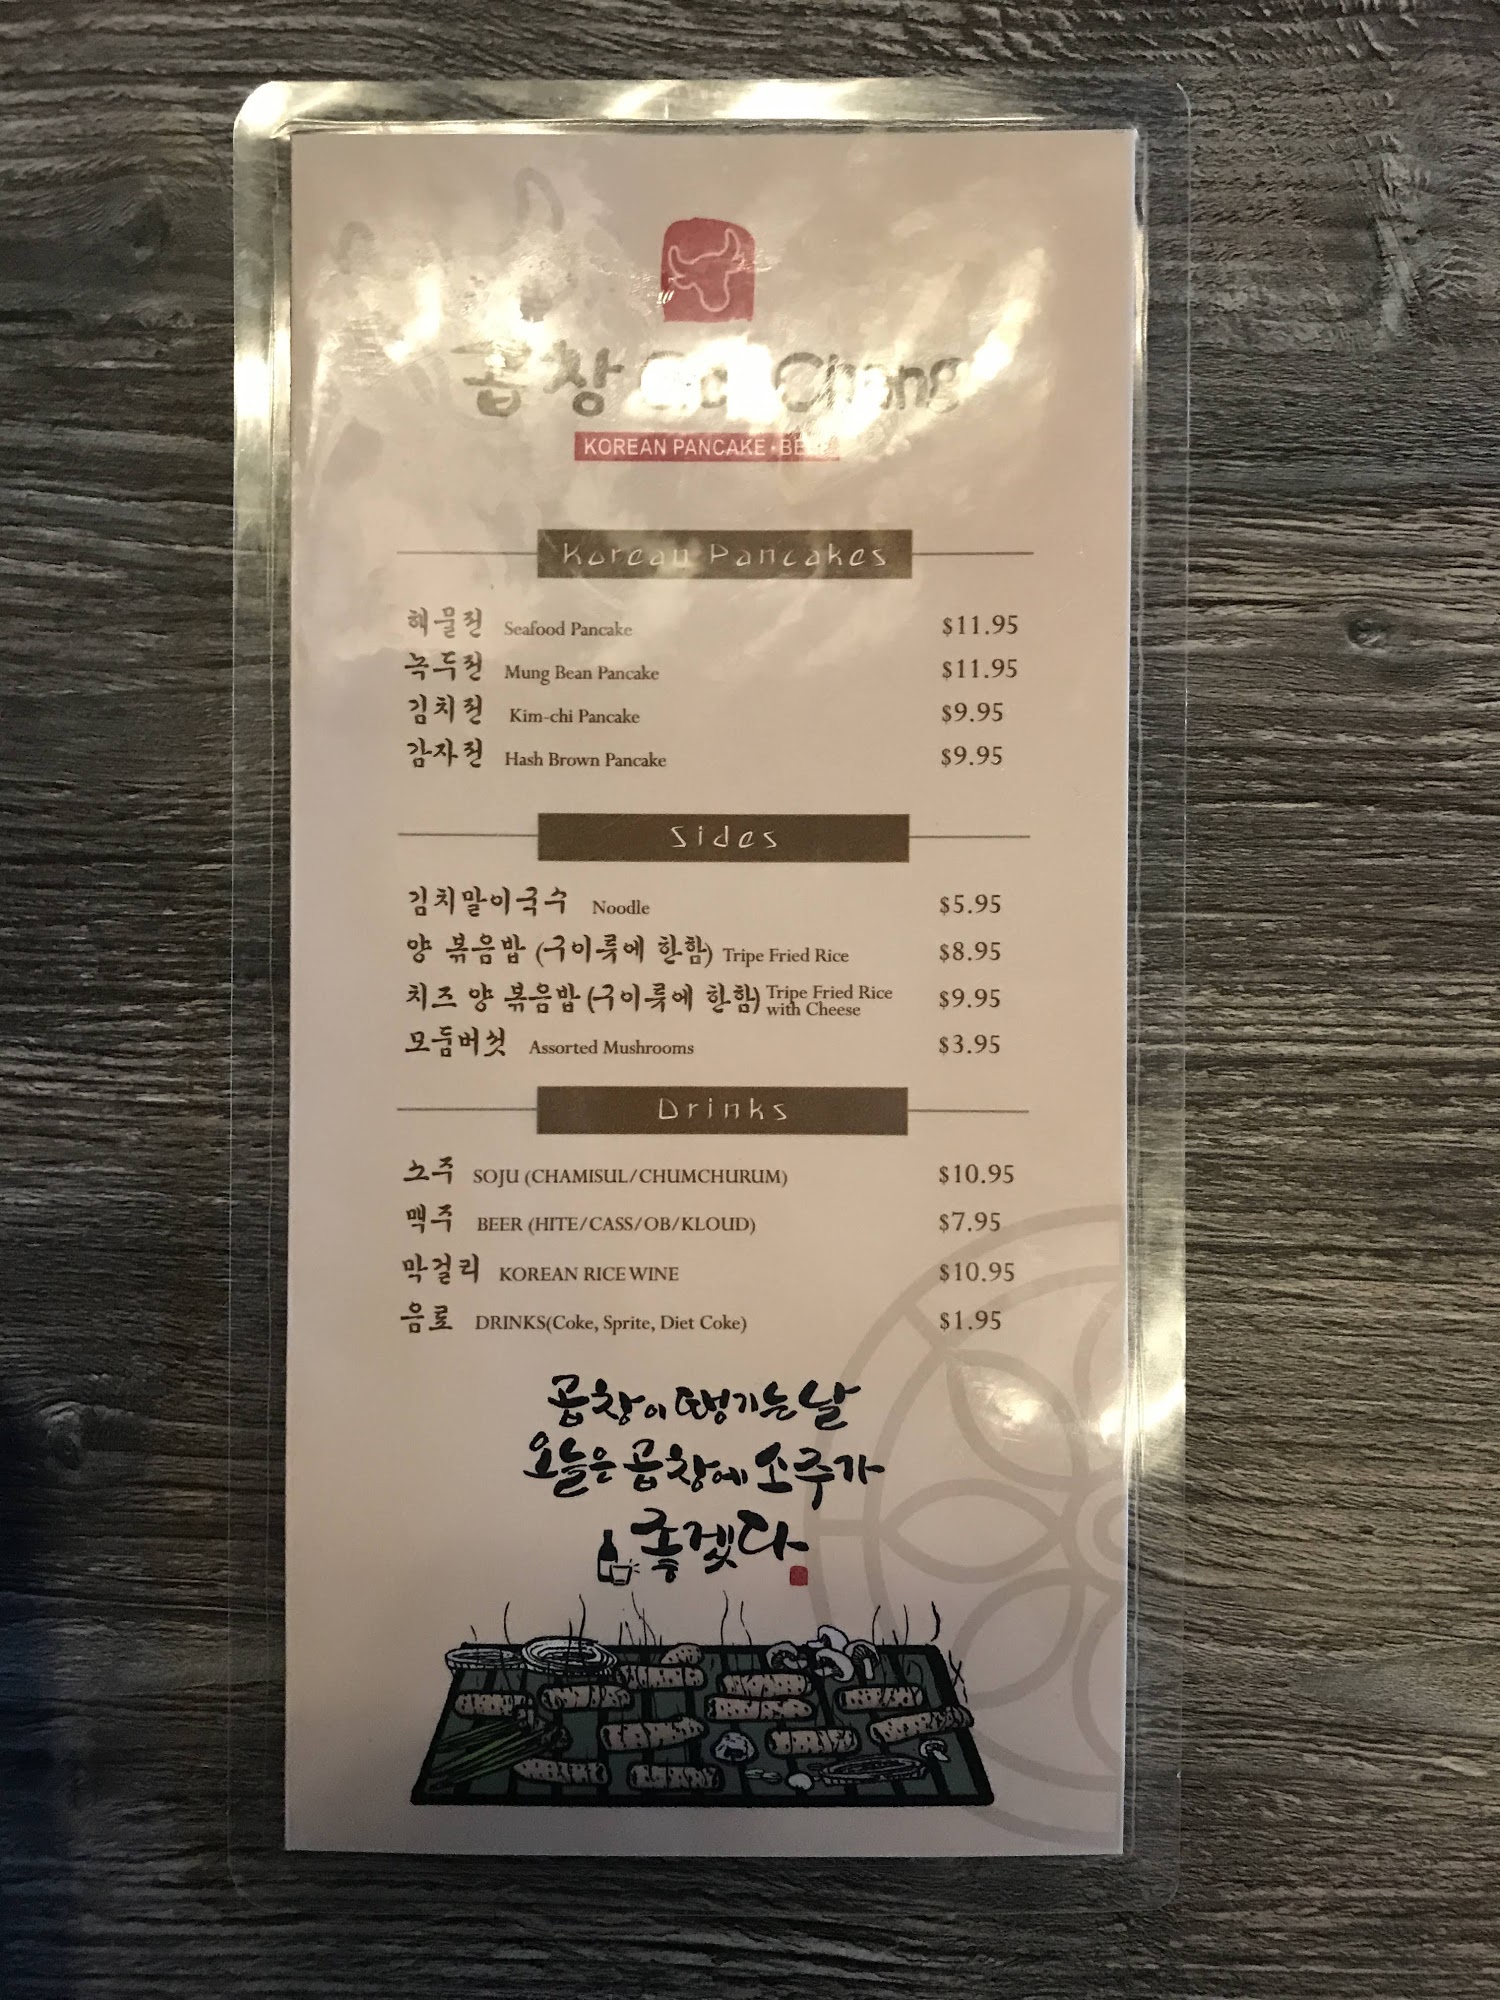 곱창 Gop Chang
KOREAN PANCAKE • BEER
Korean Pancakes
해물전 Seafood Pancake $11.95
녹두전 Mung Bean Pancake $11.95
김치전 Kim-chi Pancake $9.95
감자전 Hash Brown Pancake $9.95
Sides
김치말이국수 Noodle $5.95
양 볶음밥 (구이류에 한함) Tripe Fried Rice $8.95
치즈 양 볶음밥 (구이류에 한함) Tripe Fried Rice with Cheese $9.95
모둠버섯 Assorted Mushrooms $3.95
Drinks
소주 SOJU (CHAMISUL/CHUMCHURUM) $10.95
맥주 BEER (HITE/CASS/OB/KLOUD) $7.95
막걸리 KOREAN RICE WINE $10.95
음료 DRINKS(Coke, Sprite, Diet Coke) $1.95
곱창이 땡기는 날
오늘은 곱창에 소주가
좋겠다